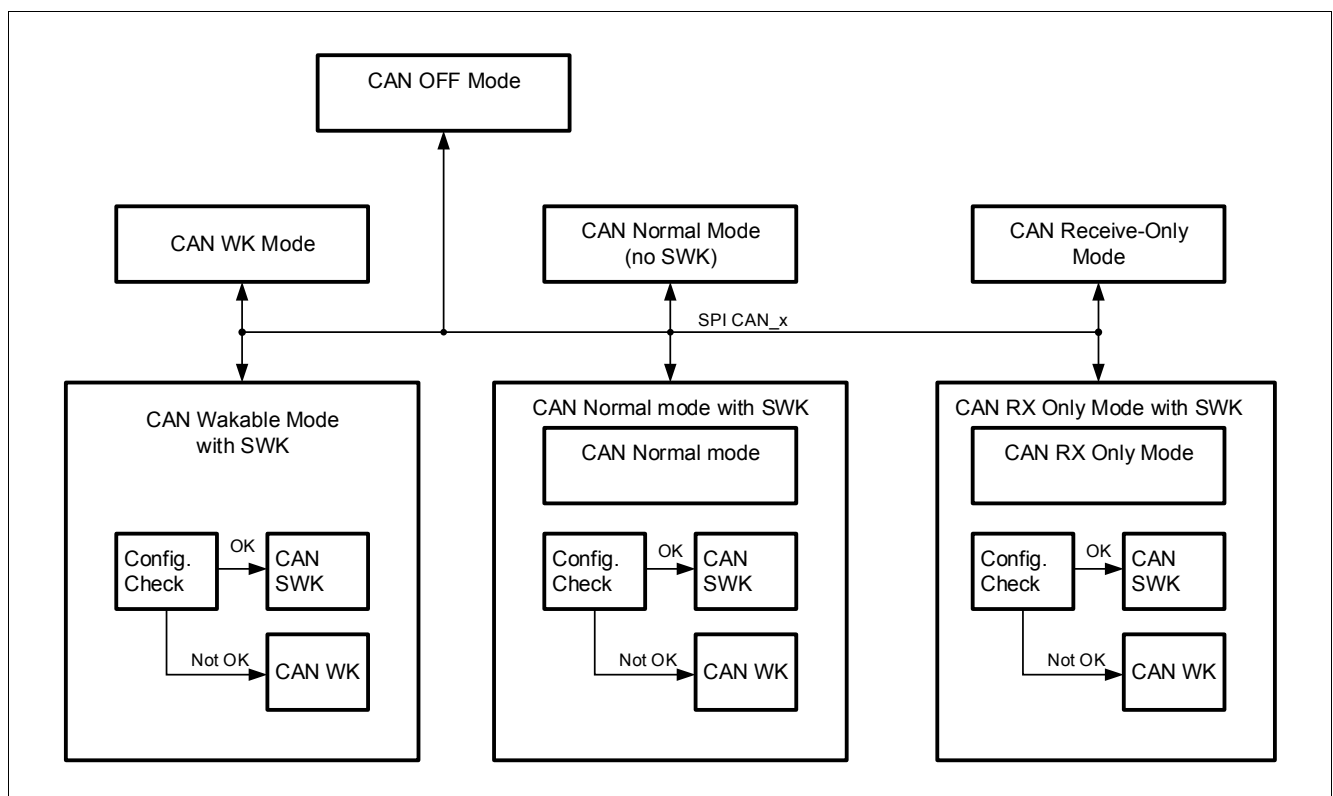 CAN OFF Mode
CAN WK Mode
CAN Normal Mode
(no SWK)
CAN Receive-Only
Mode
SPI CAN_x
CAN Wakable Mode
with SWK
Config.
Check
OK
CAN
SWK
Not OK
CAN WK
CAN Normal mode with SWK
CAN Normal mode
Config.
Check
OK
CAN
SWK
Not OK
CAN WK
CAN RX Only Mode with SWK
CAN RX Only Mode
Config.
Check
OK
CAN
SWK
Not OK
CAN WK